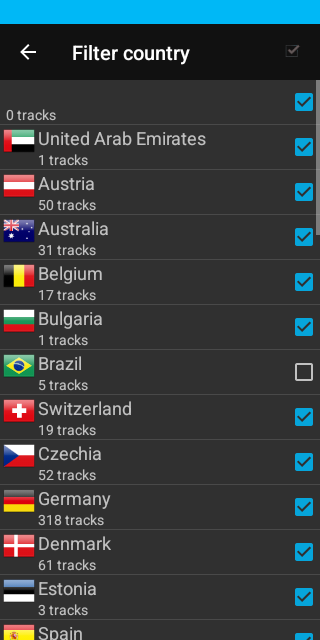 Filter country
0 tracks
United Arab Emirates
1 tracks
Austria
50 tracks
Australia
31 tracks
Belgium
17 tracks
Bulgaria
1 tracks
Brazil
5 tracks
Switzerland
19 tracks
Czechia
52 tracks
Germany
318 tracks
Denmark
61 tracks
Estonia
3 tracks
Spain